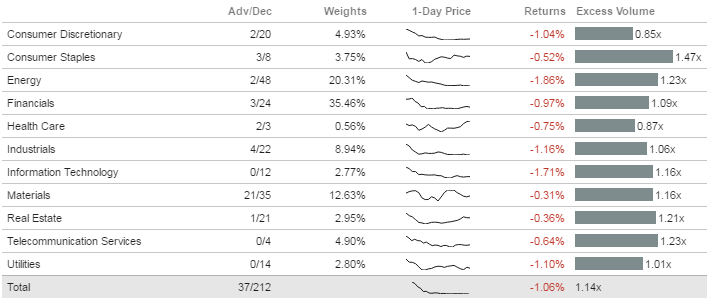 Adv/Dec Weights 1-Day Price Returns Excess Volume
Consumer Discretionary 2/20 4.93% -1.04% 0.85x
Consumer Staples 3/8 3.75% -0.52% 1.47x
Energy 2/48 20.31% -1.86% 1.23x
Financials 3/24 35.46% -0.97% 1.09x
Health Care 2/3 0.56% -0.75% 0.87x
Industrials 4/22 8.94% -1.16% 1.06x
Information Technology 0/12 2.77% -1.71% 1.16x
Materials 21/35 12.63% -0.31% 1.16x
Real Estate 1/21 2.95% -0.36% 1.21x
Telecommunication Services 0/4 4.90% -0.64% 1.23x
Utilities 0/14 2.80% -1.10% 1.01x
Total 37/212 -1.06% 1.14x